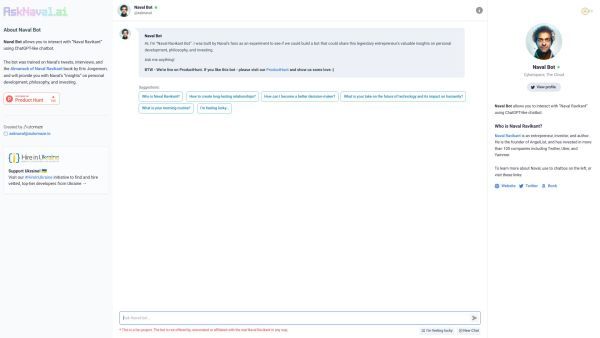 AskNaval.ai
About Naval Bot
Naval Bot allows you to interact with "Naval Ravikant"
using ChatGPT-like chatbot.
The bot was trained on Naval's tweets, interviews, and
the Almanack of Naval Ravikant book by Eric Jorgenson,
and will provide you with Naval's "insights" on personal
development, philosophy, and investing.
Product Hunt
Created by
asknaval@automaze.io
Hire in Ukraine
Support Ukraine!
Visit our #HireInUkraine initiative to find and hire
vetted, top-tier developers from Ukraine →
Naval Bot
@asknaval
Naval Bot
Hi. I'm "Naval Ravikant Bot". I was built by Naval's fans as an experiment to see if we could build a bot that could share this legendary entrepreneur's valuable insights on personal
development, philosophy, and investing.
Ask me anything!
BTW - We're live on ProductHunt. If you like this bot - please visit our ProductHunt and show us some love :)
Suggestions:
Who is Naval Ravikant?
How to create long-lasting relationships?
How can I become a better decision-maker?
What is your take on the future of technology and its impact on humanity?
What is your morning routine?
I'm feeling lucky...
Ask Naval bot...
* This is a fan project. The bot is not offered by, associated or affiliated with the real Naval Ravikant in any way.
I'm feeling lucky
New Chat
Naval Bot
Cyberspace, The Cloud
View profile
Naval Bot allows you to interact with "Naval Ravikant"
using ChatGPT-like chatbot.
Who is Naval Ravikant?
Naval Ravikant is an entrepreneur, investor, and author.
He is the founder of AngelList, and has invested in more
than 100 companies including Twitter, Uber, and
Yammer.
To learn more about Naval, use to chatbox on the left, or
visit these links:
Website
Twitter
Book